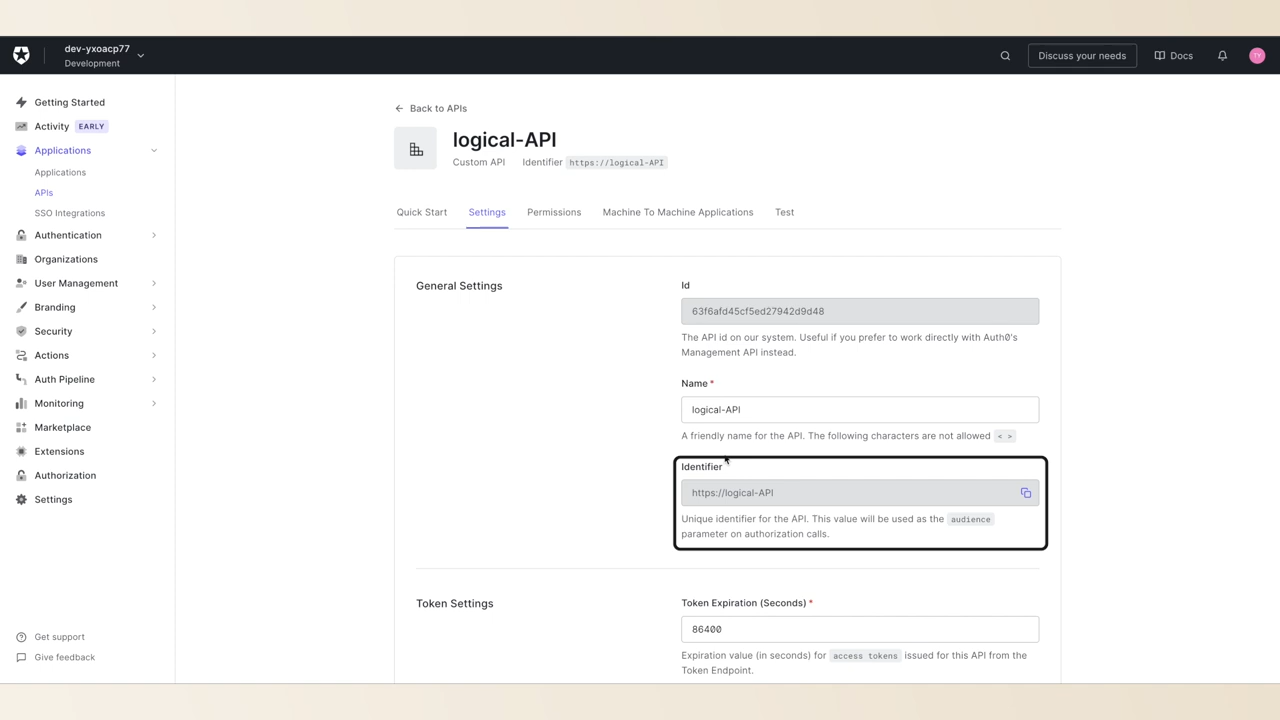 dev-yxoacp77
Development
Discuss your needs
Docs
TY
Getting Started
Activity EARLY
Applications
Applications
APIs
SSO Integrations
Authentication
Organizations
User Management
Branding
Security
Actions
Auth Pipeline
Monitoring
Marketplace
Extensions
Authorization
Settings
Get support
Give feedback
Back to APIs
logical-API
Custom API Identifier https://logical-API
Quick Start Settings Permissions Machine To Machine Applications Test
General Settings
Id
63f6afd45cf5ed27942d9d48
The API id on our system. Useful if you prefer to work directly with Auth0's
Management API instead.
Name *
logical-API
A friendly name for the API. The following characters are not allowed < >
Identifier
https://logical-API
Unique identifier for the API. This value will be used as the audience
parameter on authorization calls.
Token Settings
Token Expiration (Seconds) *
86400
Expiration value (in seconds) for access tokens issued for this API from the
Token Endpoint.